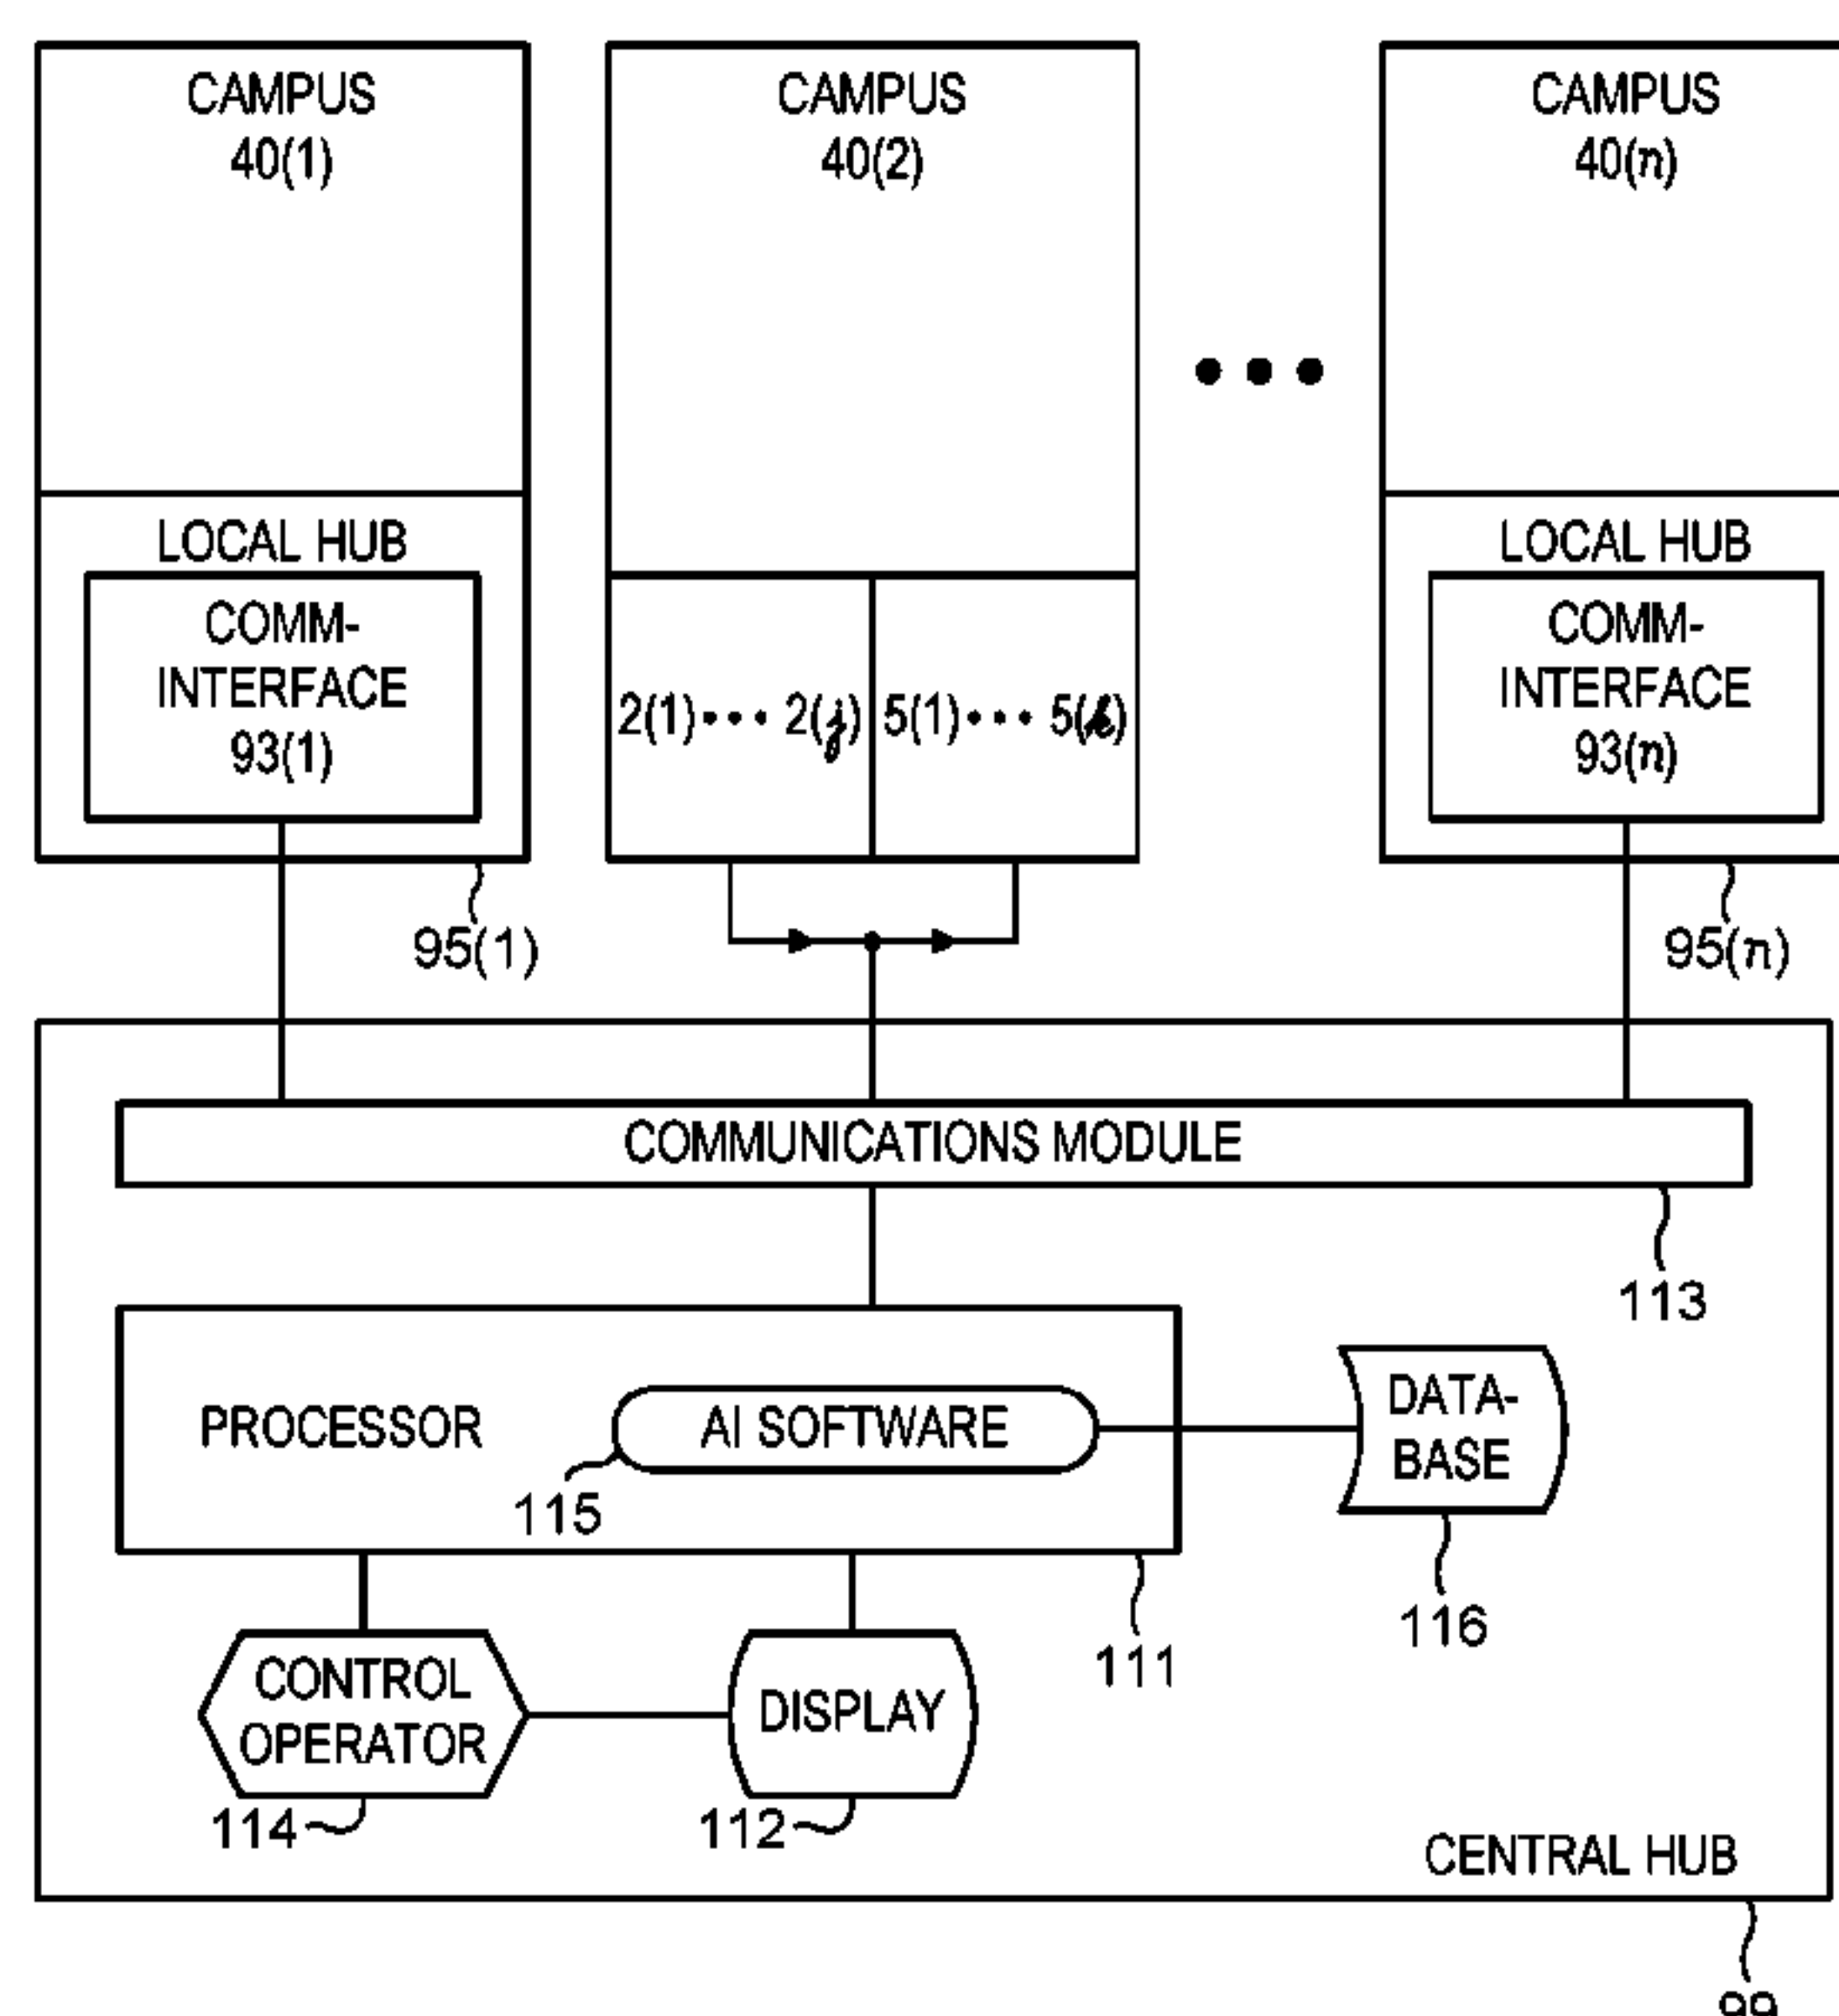 CAMPUS
40(1)
CAMPUS
40(2)
CAMPUS
40(n)
LOCAL HUB
COMM-
INTERFACE
93(1)
2(1)••• 2(j)
5(1)••• 5(k)
LOCAL HUB
COMM-
INTERFACE
93(n)
95(1)
95(n)
COMMUNICATIONS MODULE
113
PROCESSOR
AI SOFTWARE
115
DATA-
BASE
116
111
CONTROL
OPERATOR
114
DISPLAY
112
CENTRAL HUB